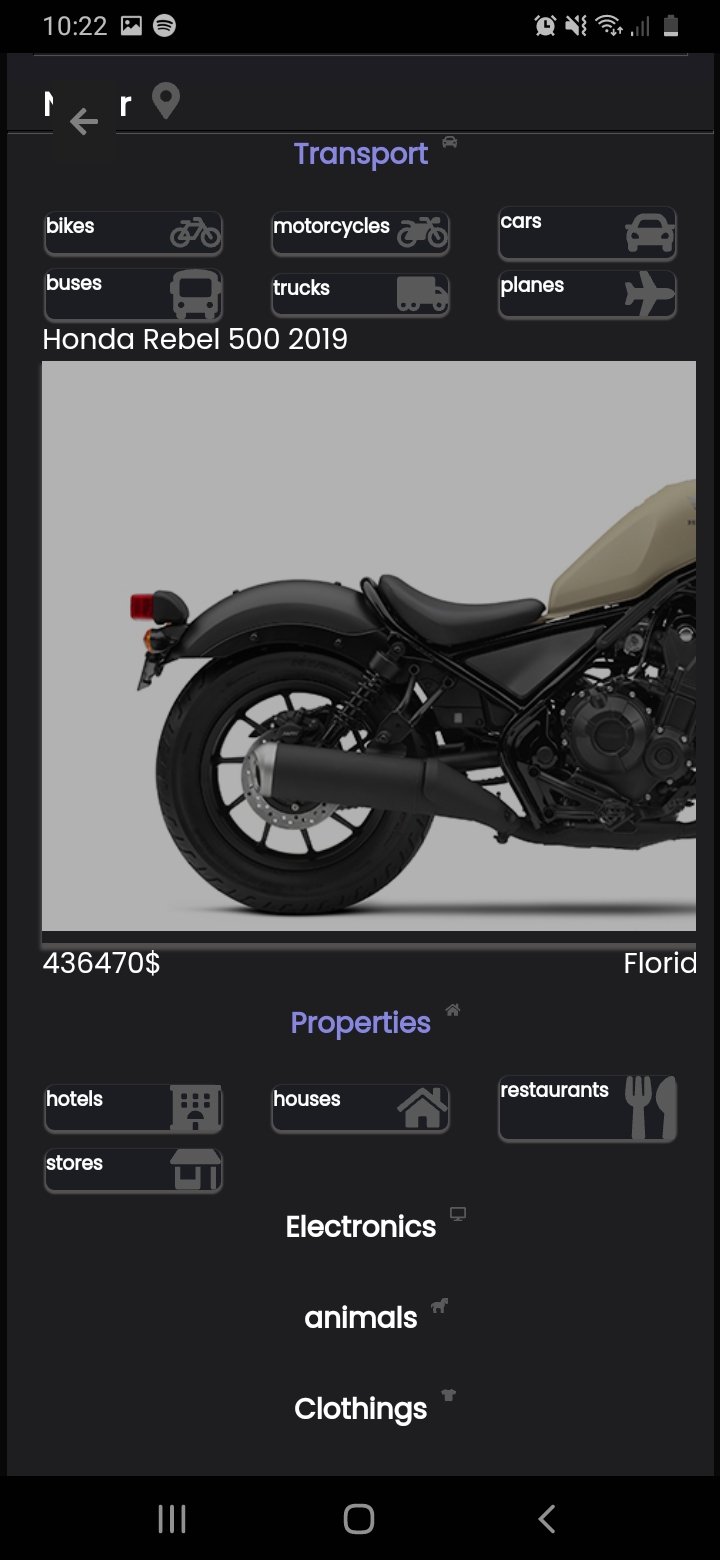 10:22
Transport
bikes
motorcycles
cars
buses
trucks
planes
Honda Rebel 500 2019
436470$
Florid
Properties
hotels
houses
restaurants
stores
Electronics
animals
Clothings